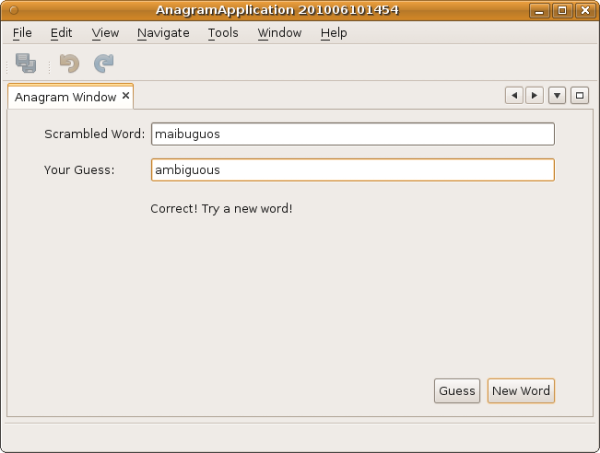 AnagramApplication 201006101454
File Edit View Navigate Tools Window Help
Anagram Window
Scrambled Word: maibuguos
Your Guess: ambiguous
Correct! Try a new word!
Guess New Word